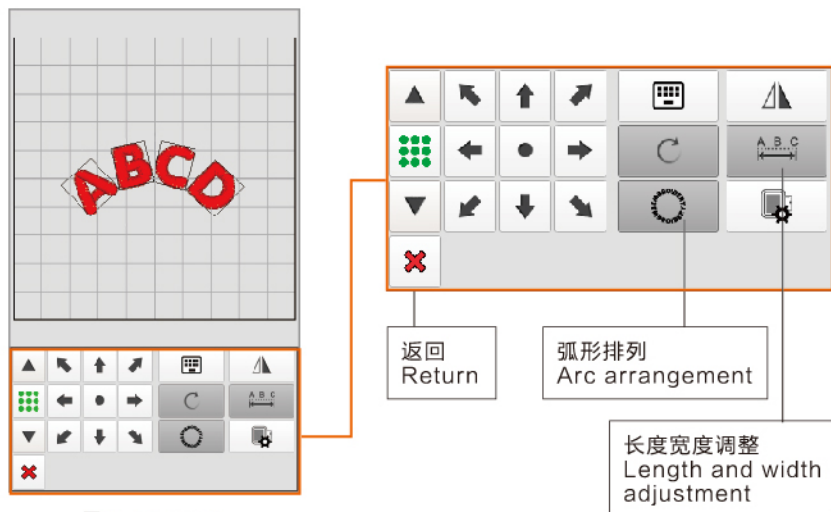 ABCD
A B C
A B C
返回
Return
弧形排列
Arc arrangement
长度宽度调整
Length and width
adjustment